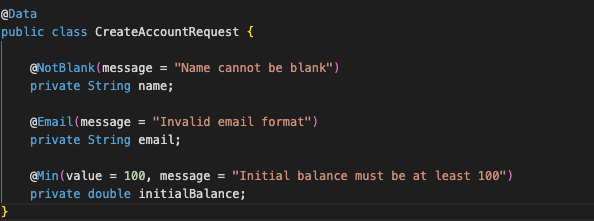 @Data
public class CreateAccountRequest {
@NotBlank(message = "Name cannot be blank")
private String name;
@Email(message = "Invalid email format")
private String email;
@Min(value = 100, message = "Initial balance must be at least 100")
private double initialBalance;
}